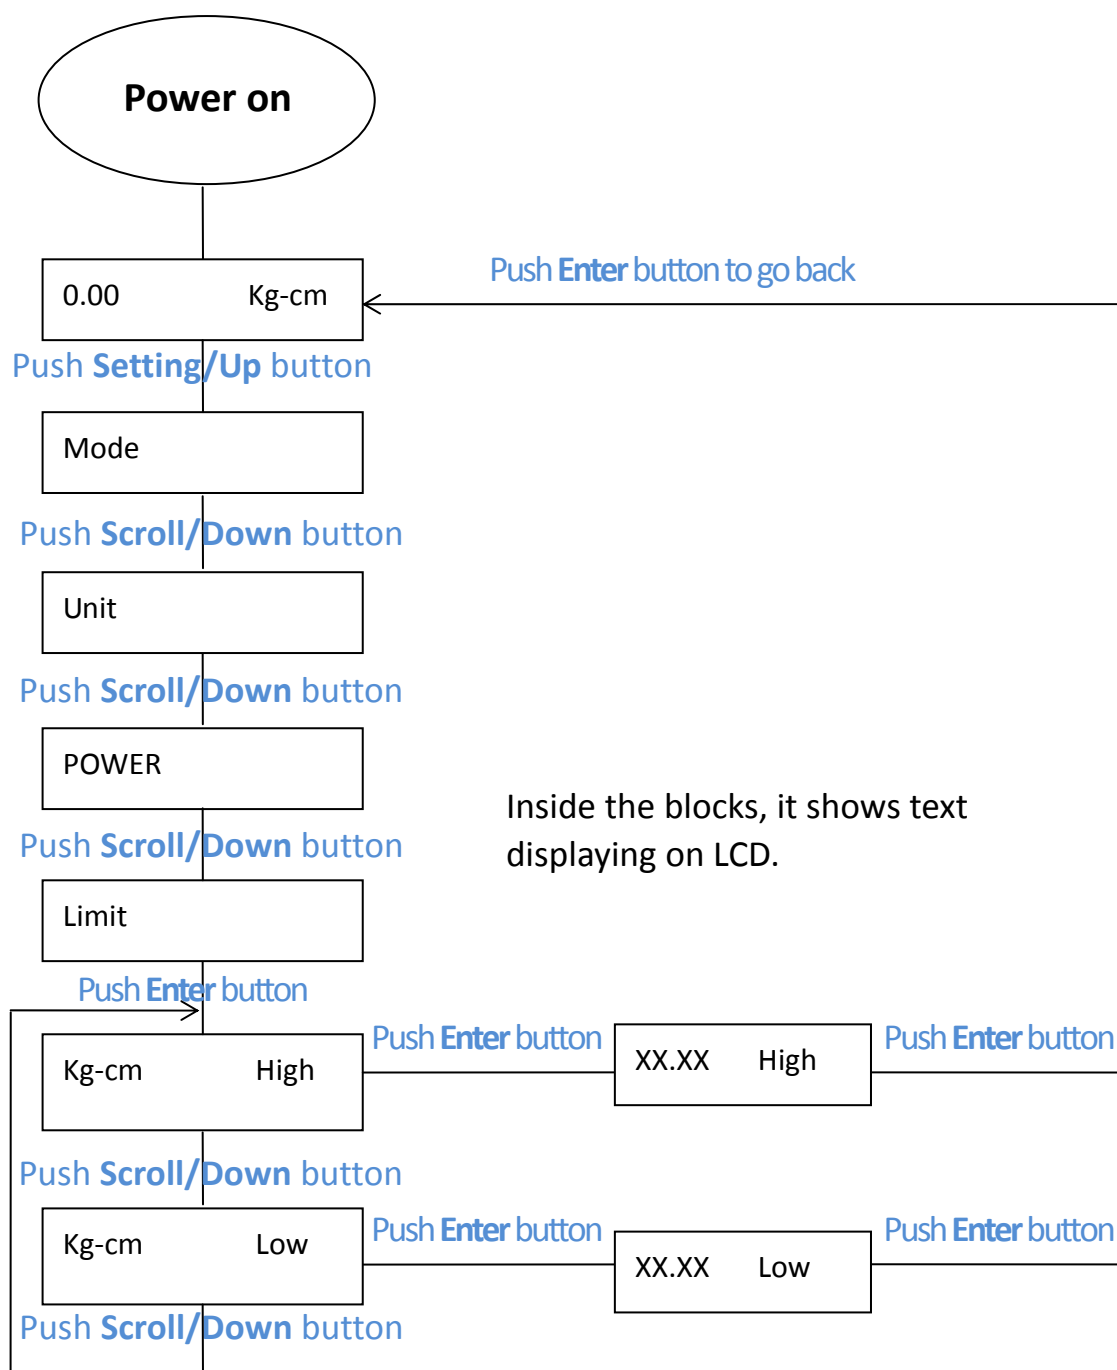 Power on
Push Enter button to go back
0.00 Kg-cm
Push Setting/Up button
Mode
Push Scroll/Down button
Unit
Push Scroll/Down button
POWER
Inside the blocks, it shows text
displaying on LCD.
Push Scroll/Down button
Limit
Push Enter button
Kg-cm High
Push Enter button
XX.XX High
Push Enter button
Push Scroll/Down button
Kg-cm Low
Push Enter button
XX.XX Low
Push Enter button
Push Scroll/Down button